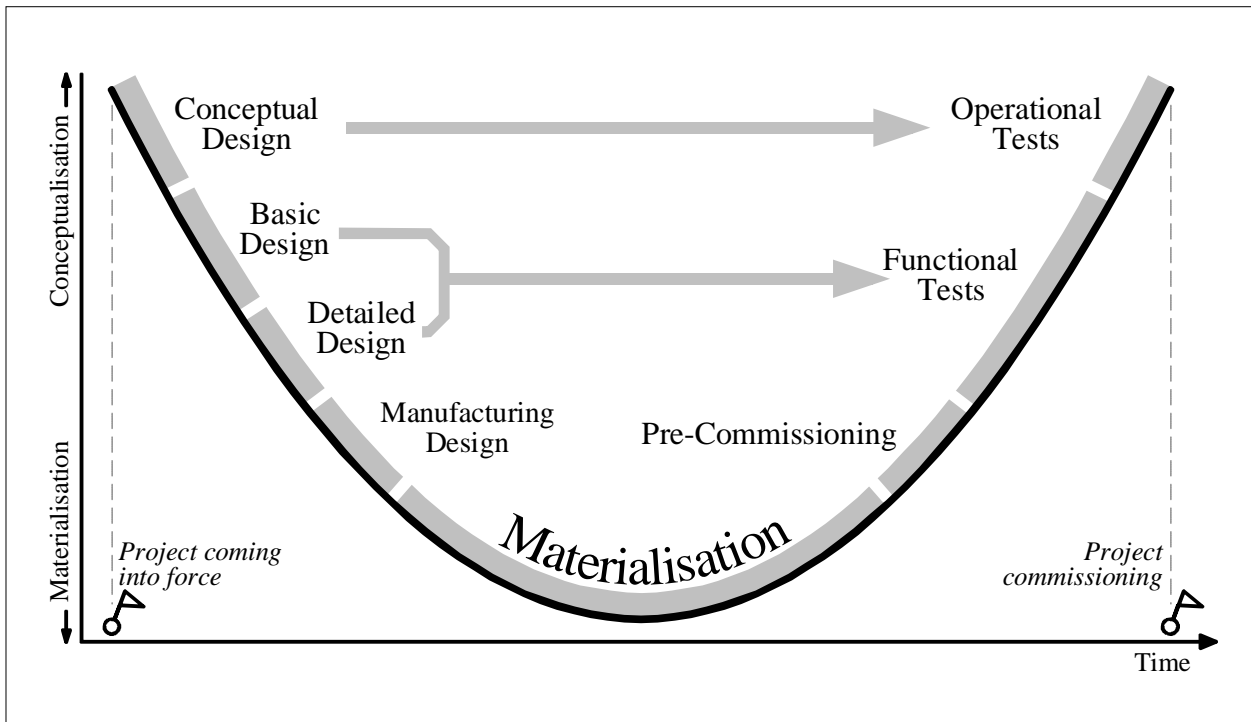 Conceptualisation
Materialisation
Conceptual
Design
Operational
Tests
Basic
Design
Detailed
Design
Functional
Tests
Manufacturing
Design
Pre-Commissioning
Materialisation
Project coming
into force
Project
commissioning
Time